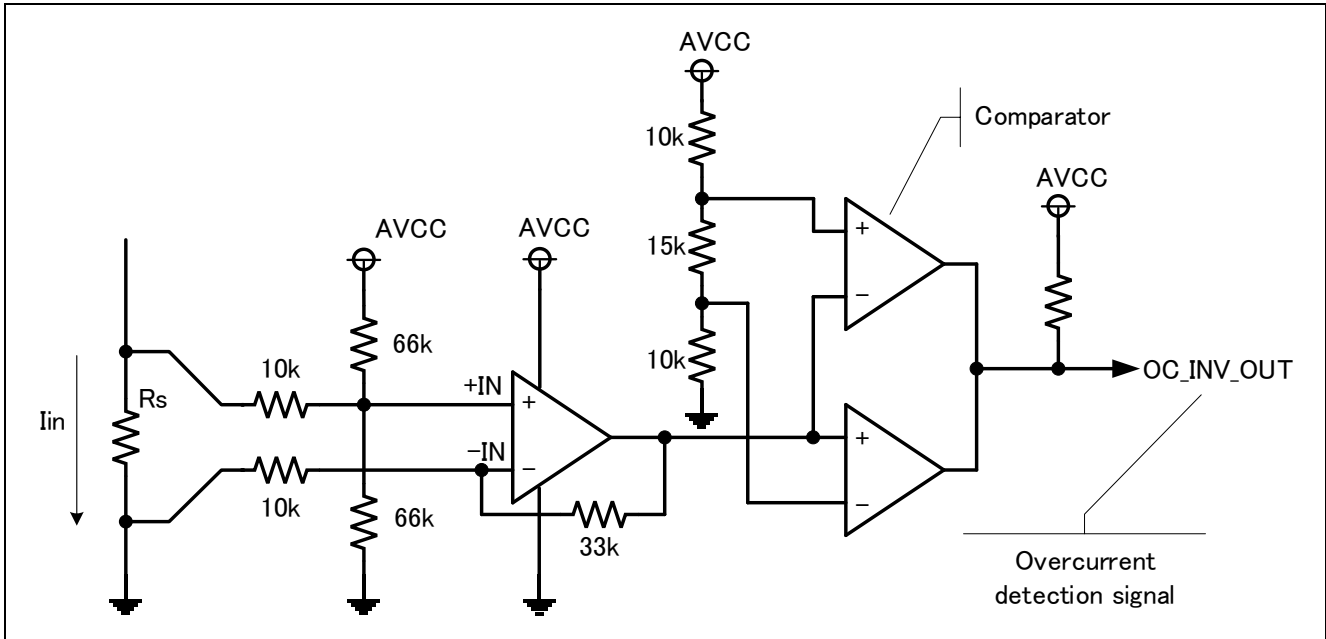 AVCC
10k
Comparator
AVCC
AVCC
AVCC
15k
+
−
66k
10k
10k
+IN
+
OC_INV_OUT
Rs
Iin
−IN
−
+
−
10k
66k
33k
Overcurrent
detection signal